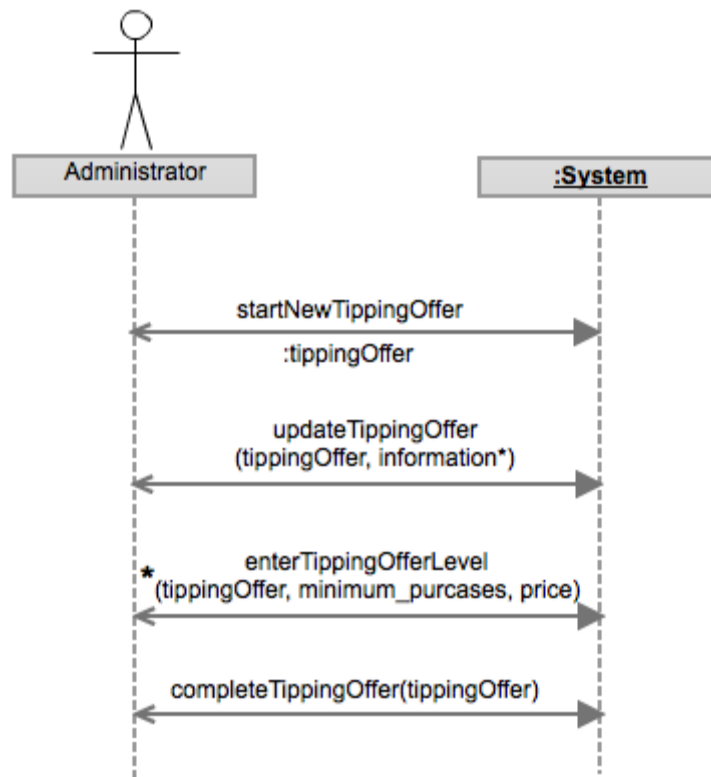 Administrator
:System
startNewTippingOffer
:tippingOffer
updateTippingOffer
(tippingOffer, information*)
enterTippingOfferLevel
*(tippingOffer, minimum_purcases, price)
completeTippingOffer(tippingOffer)